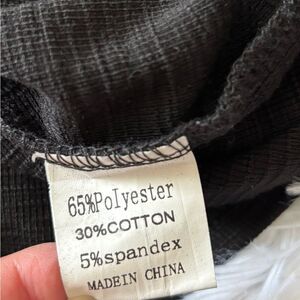 65%Polyester
30%COTTON
5%spandex
MADEIN CHINA